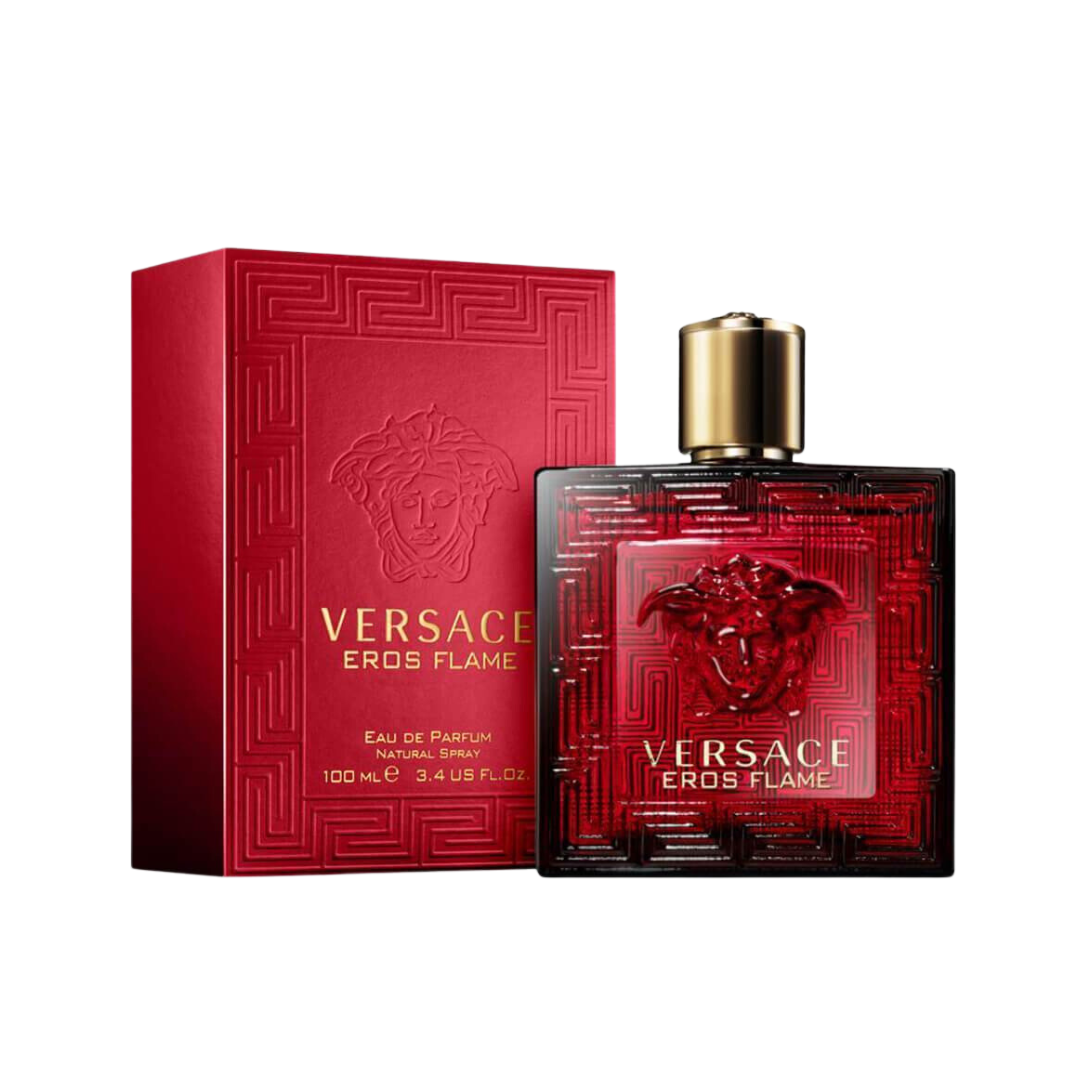 VERSACE
EROS FLAME
EAU DE PARFUM
NATURAL SPRAY
100 ML e 3.4 US FL.OZ.
VERSACE
EROS FLAME